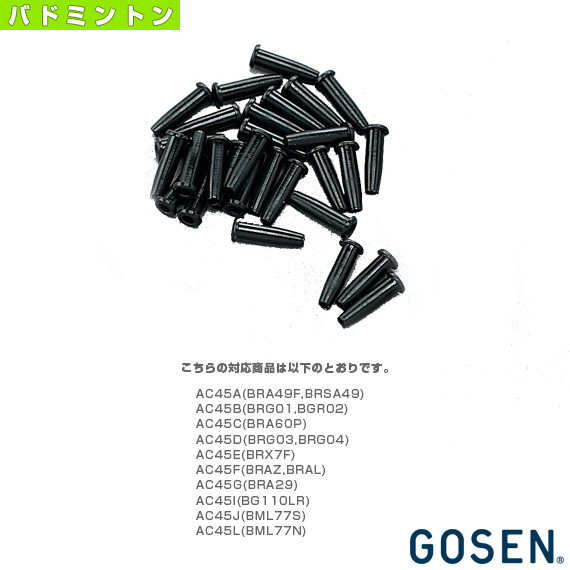 バドミントン
こちらの対応商品は以下のとおりです。
AC45A(BRA49F,BRSA49)
AC45B(BRG01,BGR02)
AC45C(BRA60P)
AC45D(BRG03,BRG04)
AC45E(BRX7F)
AC45F(BRAZ,BRAL)
AC45G(BRA29)
AC45I(BG110LR)
AC45J(BML77S)
AC45L(BML77N)
GOSEN®